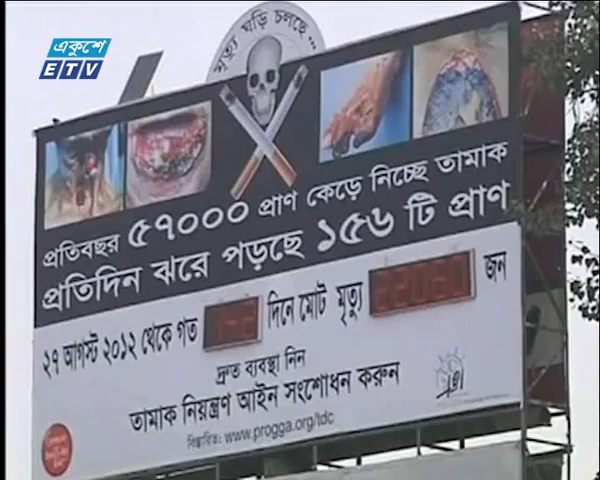 একুশে
ETV
মৃত্যু ঘড়ি চলছে...
প্রতিবছর ৫৭০০০ প্রাণ কেড়ে নিচ্ছে তামাক
প্রতিদিন ঝরে পড়ছে ১৫৬ টি প্রাণ
২৭ আগস্ট ২০১২ থেকে গত দিনে মোট মৃত্যু জন
দ্রুত ব্যবস্থা নিন
তামাক নিয়ন্ত্রণ আইন সংশোধন করুন
বিস্তারিত: www.progga.org/tdc